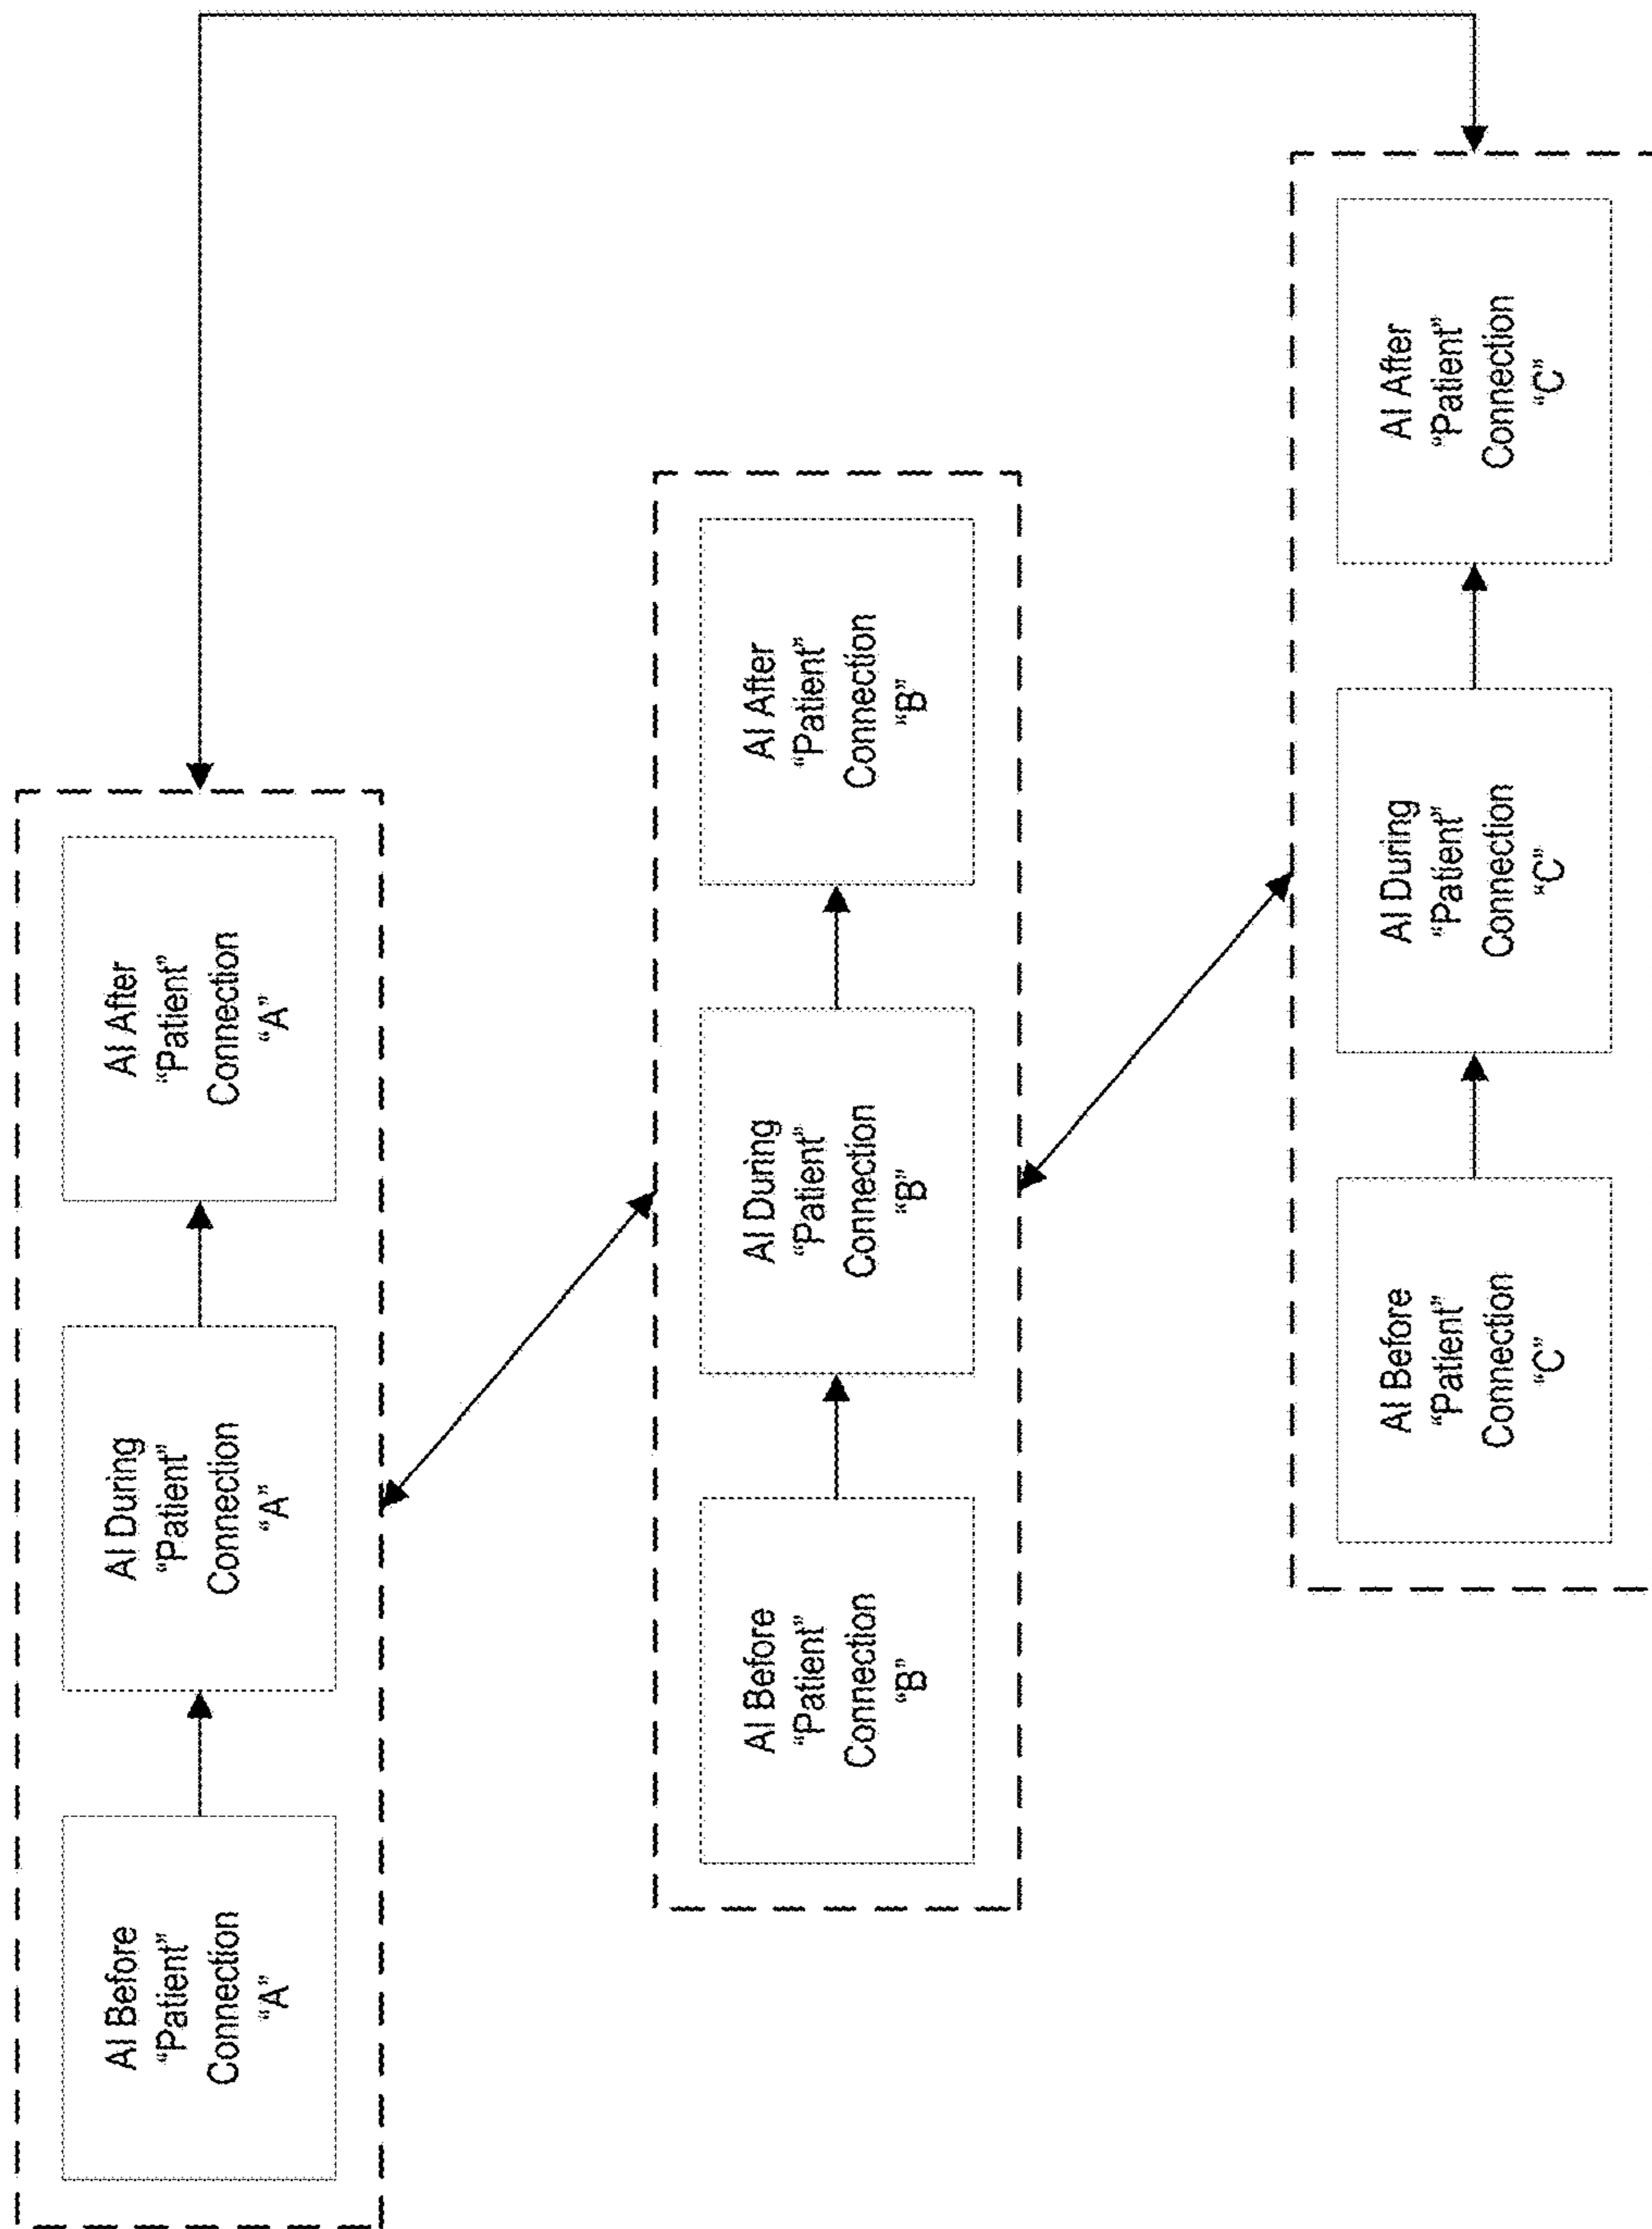 AI Before
“Patient”
Connection
“A”
AI During
“Patient”
Connection
“A”
AI After
“Patient”
Connection
“A”
AI Before
“Patient”
Connection
“B”
AI During
“Patient”
Connection
“B”
AI After
“Patient”
Connection
“B”
AI Before
“Patient”
Connection
“C”
AI During
“Patient”
Connection
“C”
AI After
“Patient”
Connection
“C”